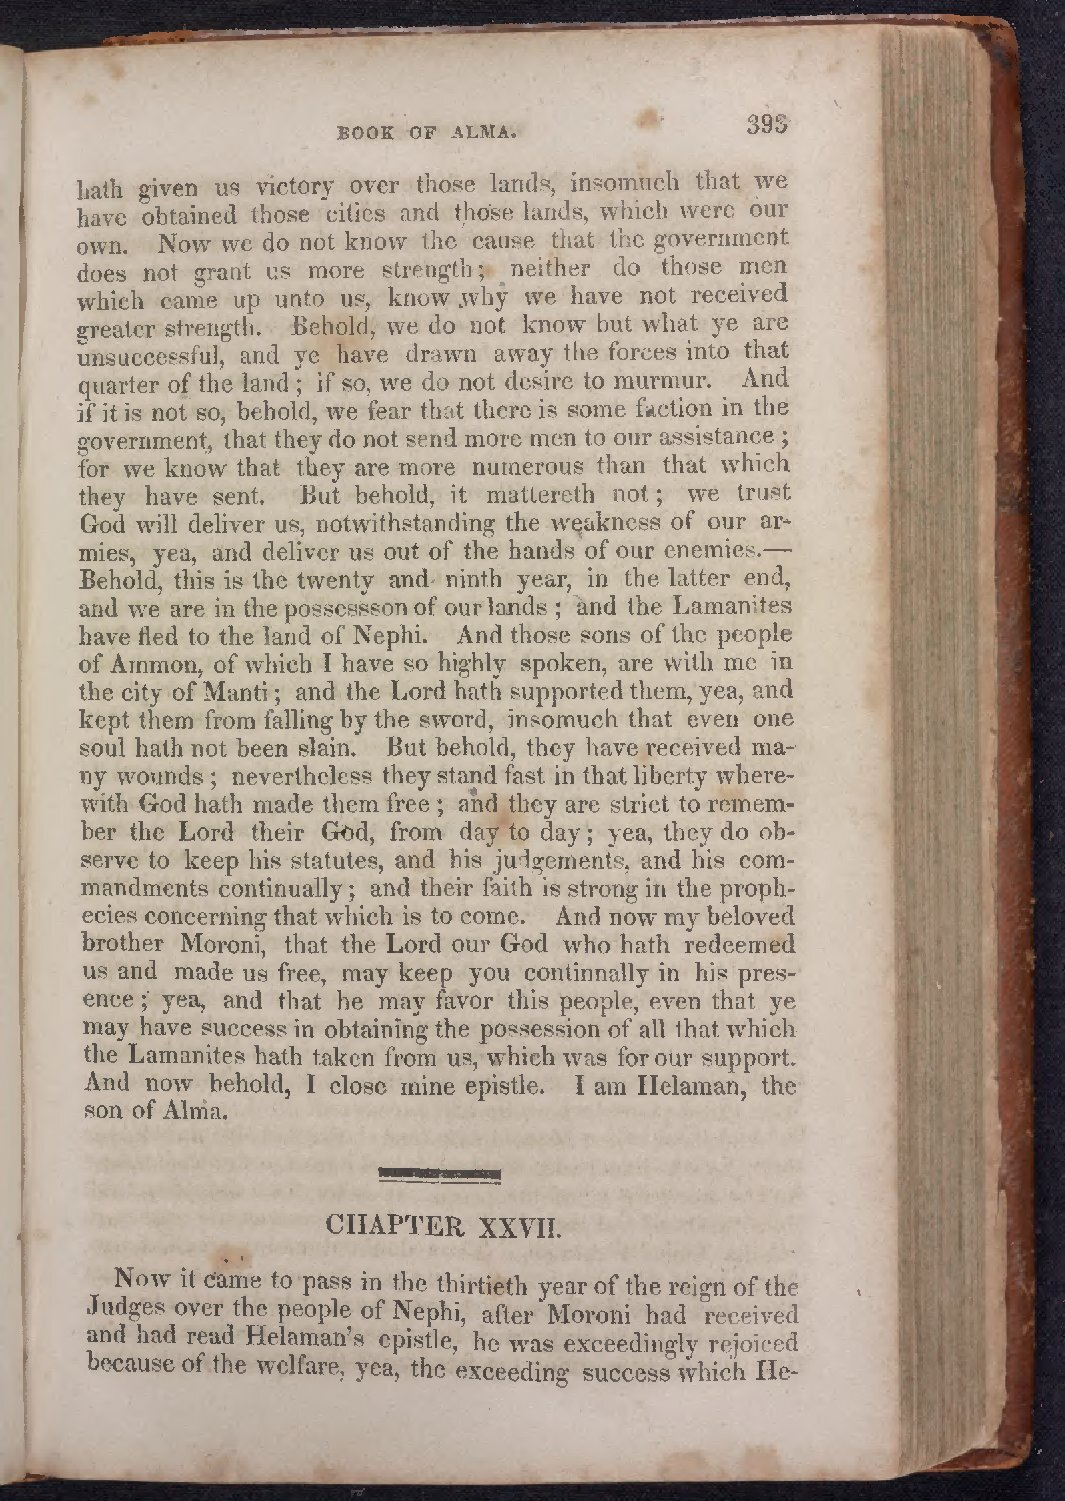 BOOK OF ALMA. 393
hath given us victory over those lands, insomuch that we
have obtained those cities and those lands, which were our
own. Now we do not know the cause that the government
does not grant us more strength; neither do those men
which came up unto us, know why we have not received
greater strength. Behold, we do not know but what ye are
unsuccessful, and ye have drawn away the forces into that
quarter of the land; if so, we do not desire to murmur. And
if it is not so, behold, we fear that there is some faction in the
government, that they do not send more men to our assistance;
for we know that they are more numerous than that which
they have sent. But behold, it mattereth not; we trust
God will deliver us, notwithstanding the weakness of our ar-
mies, yea, and deliver us out of the hands of our enemies.—
Behold, this is the twenty and ninth year, in the latter end,
and we are in the possessson of our lands; and the Lamanites
have fled to the land of Nephi. And those sons of the people
of Ammon, of which I have so highly spoken, are with me in
the city of Manti; and the Lord hath supported them, yea, and
kept them from falling by the sword, insomuch that even one
soul hath not been slain. But behold, they have received ma-
ny wounds; nevertheless they stand fast in that liberty where-
with God hath made them free; and they are strict to remem-
ber the Lord their God, from day to day; yea, they do ob-
serve to keep his statutes, and his judgements, and his com-
mandments continually; and their faith is strong in the proph-
ecies concerning that which is to come. And now my beloved
brother Moroni, that the Lord our God who hath redeemed
us and made us free, may keep you continnally in his pres-
ence; yea, and that he may favor this people, even that ye
may have success in obtaining the possession of all that which
the Lamanites hath taken from us, which was for our support.
And now behold, I close mine epistle. I am Helaman, the
son of Alma.
CHAPTER XXVII.
Now it came to pass in the thirtieth year of the reign of the
Judges over the people of Nephi, after Moroni had received
and had read Helaman's epistle, he was exceedingly rejoiced
because of the welfare, yea, the exceeding success which He-